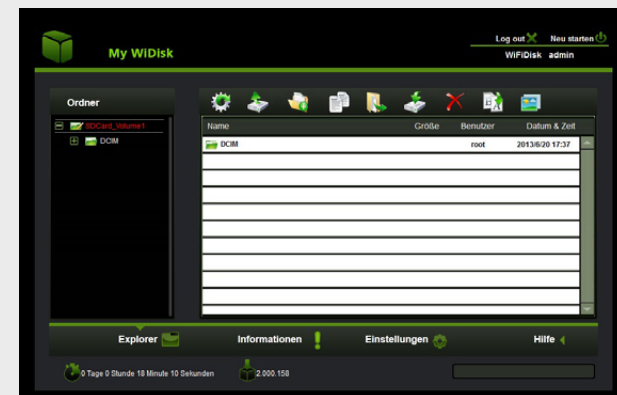 Log out Neu starten
My WiDisk
WiFiDisk admin
Ordner
SDCard_Volume1
DCIM
Name Größe Benutzer Datum & Zeit
DCIM root 2013/6/20 17:37
Explorer Informationen Einstellungen Hilfe
0 Tage 0 Stunde 18 Minute 10 Sekunden 2.000.158